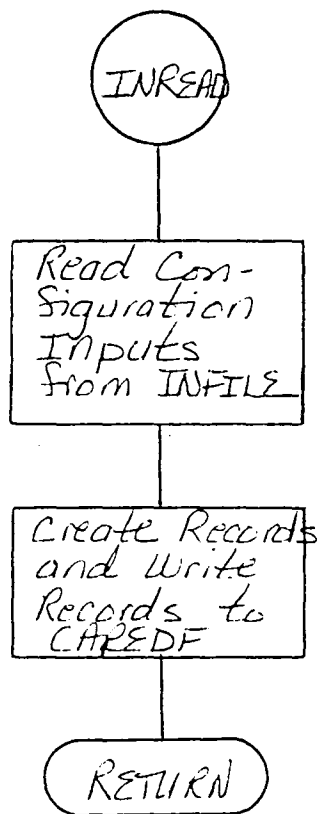 INREAD
Read Con-
figuration
Inputs
from INFILE
Create Records
and Write
Records to
CAREDF
RETURN